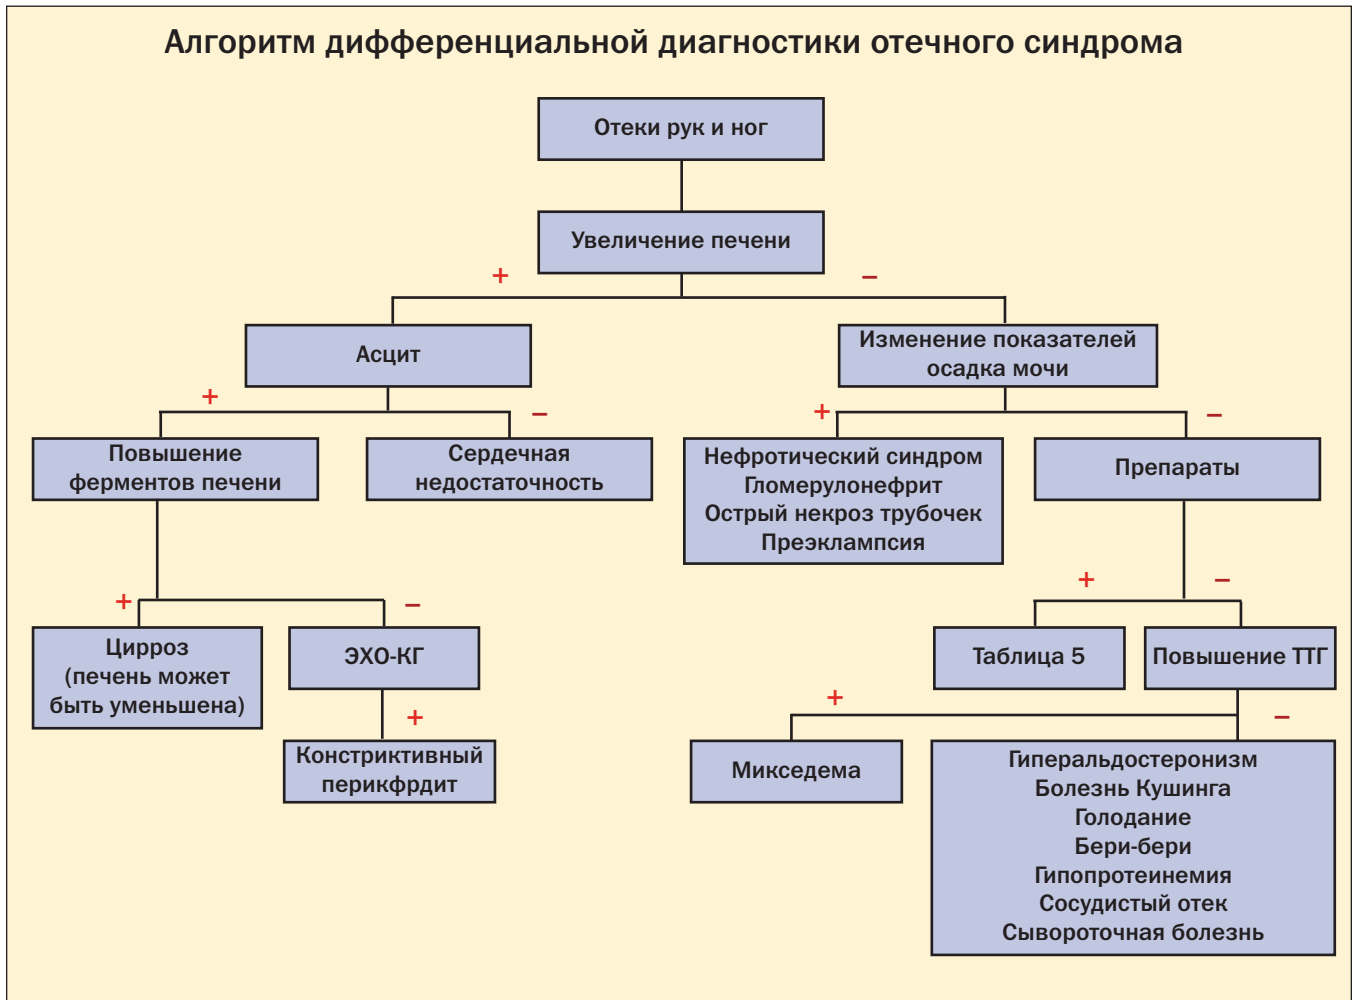 Алгоритм дифференциальной диагностики отечного синдрома
Отеки рук и ног
Увеличение печени
+
−
Асцит
Изменение показателей
осадка мочи
+
−
+
−
Повышение
ферментов печени
Сердечная
недостаточность
Нефротический синдром
Гломерулонефрит
Острый некроз трубочек
Преэклампсия
Препараты
+
−
+
−
Цирроз
(печень может
быть уменьшена)
ЭХО-КГ
Таблица 5
Повышение ТТГ
+
+
−
Констриктивный
перикфрдит
Микседема
Гиперальдостеронизм
Болезнь Кушинга
Голодание
Бери-бери
Гипопротеинемия
Сосудистый отек
Сывороточная болезнь